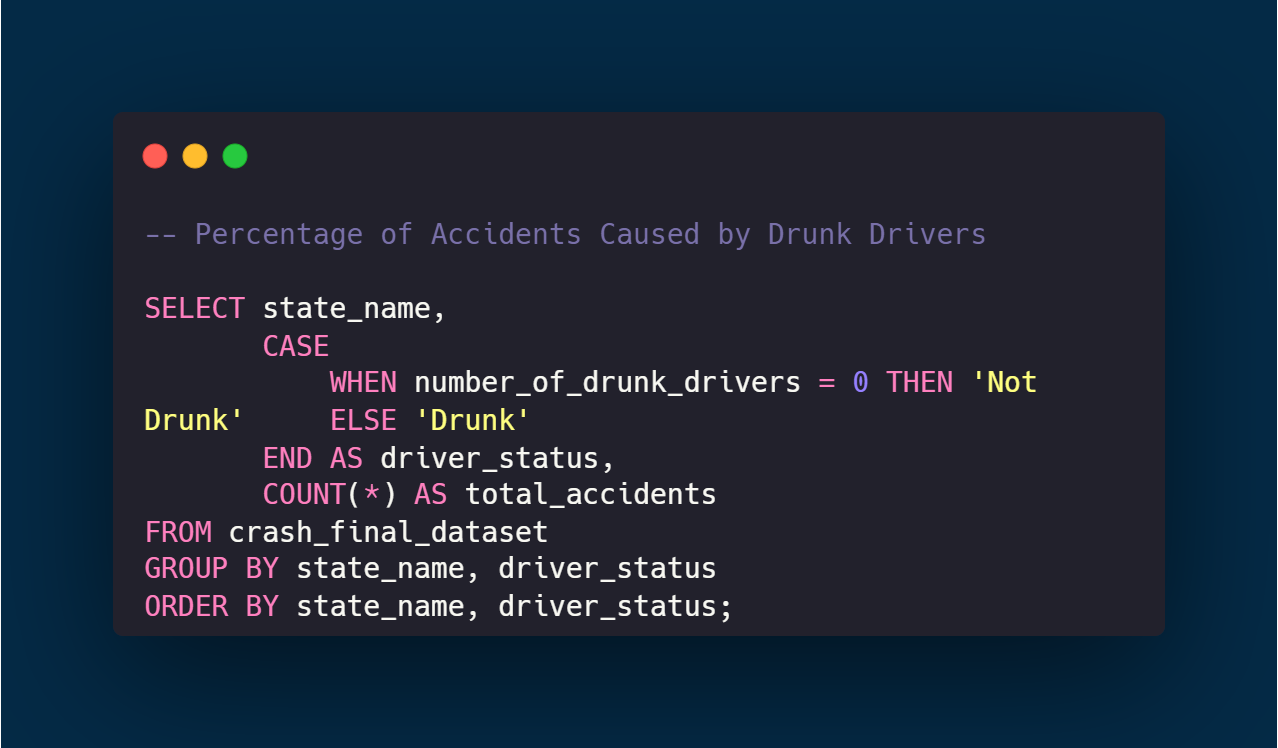 -- Percentage of Accidents Caused by Drunk Drivers
SELECT state_name,
CASE
WHEN number_of_drunk_drivers = 0 THEN 'Not
Drunk'     ELSE 'Drunk'
END AS driver_status,
COUNT(*) AS total_accidents
FROM crash_final_dataset
GROUP BY state_name, driver_status
ORDER BY state_name, driver_status;